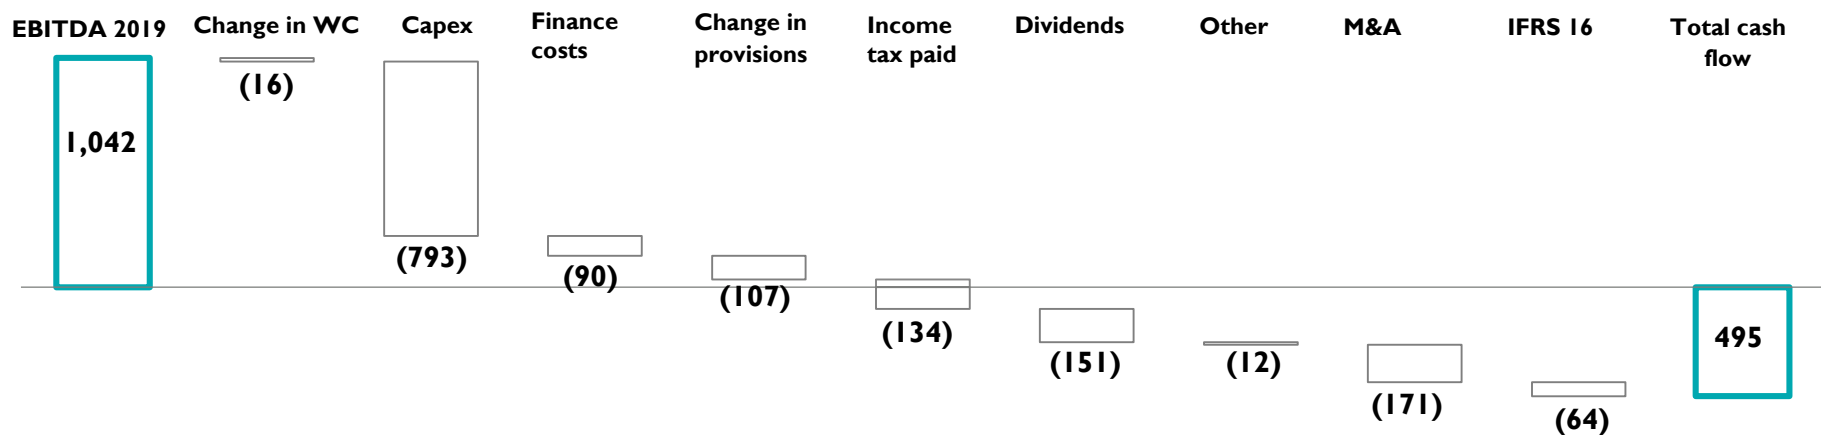 EBITDA 2019
Change in WC
Capex
Finance
costs
Change in
provisions
Income
tax paid
Dividends
Other
M&A
IFRS 16
Total cash
flow
1,042
(16)
(793)
(90)
(107)
(134)
(151)
(12)
(171)
(64)
495